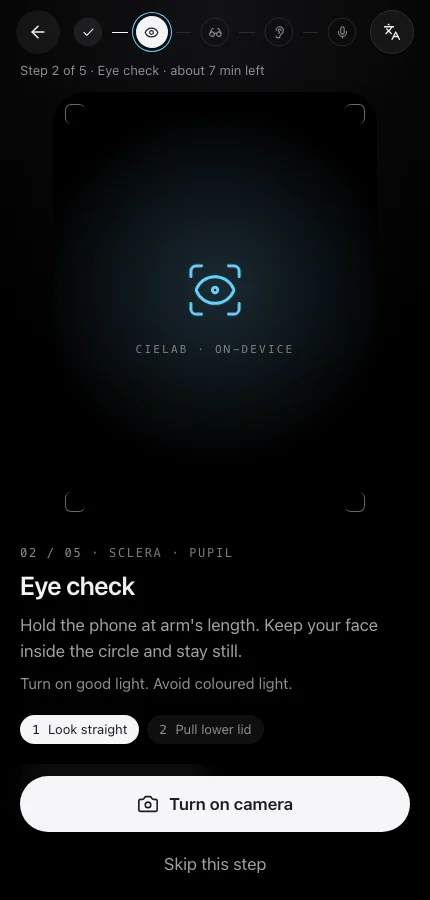 Step 2 of 5 · Eye check · about 7 min left
CIELAB · ON-DEVICE
02 / 05 · SCLERA · PUPIL
Eye check
Hold the phone at arm's length. Keep your face
inside the circle and stay still.
Turn on good light. Avoid coloured light.
1 Look straight
2 Pull lower lid
Turn on camera
Skip this step